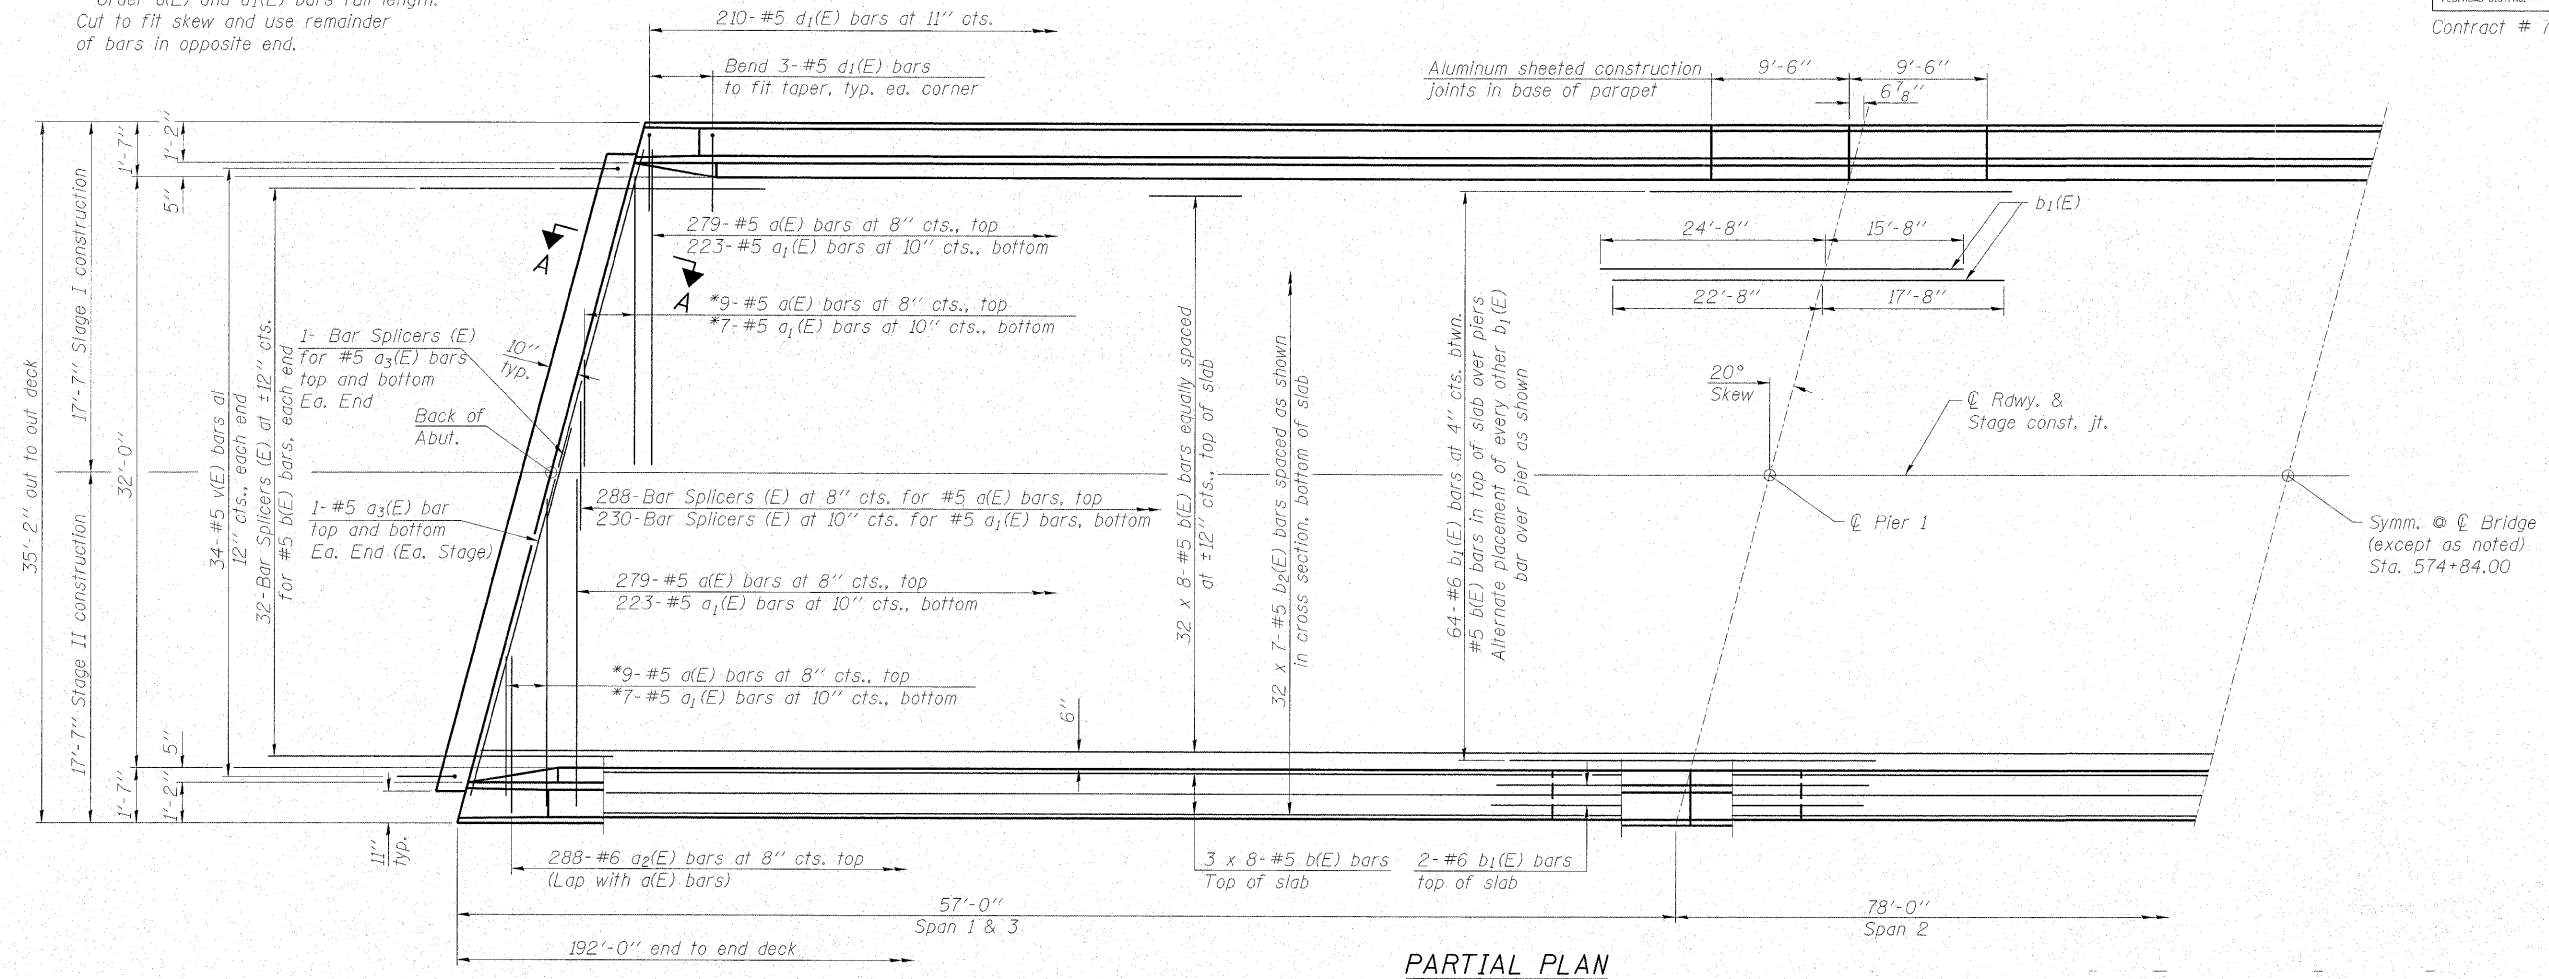 Order a(E) and a1(E) bars full length.
Cut to fit skew and use remainder
of bars in opposite end.
Contract # 7
210-#5 d1(E) bars at 11" cts.
Bend 3-#5 d1(E) bars
to fit taper, typ. ea. corner
Aluminum sheeted construction
joints in base of parapet
9'-6"
9'-6"
6 7/8"
1'-7"
1'-2"
5"
35'-2" out to out deck
17'-7" Stage I construction
17'-7" Stage II construction
32'-0"
34-#5 v(E) bars at
12" cts., each end
32-Bar Splicers (E) at ±12" cts.
for #5 b(E) bars, each end
1'-7"
1'-2"
5"
11"
typ.
A
A
279-#5 a(E) bars at 8" cts., top
223-#5 a1(E) bars at 10" cts., bottom
*9-#5 a(E) bars at 8" cts., top
*7-#5 a1(E) bars at 10" cts., bottom
1- Bar Splicers (E)
for #5 a3(E) bars
top and bottom
Ea. End
10"
typ.
Back of
Abut.
1-#5 a3(E) bar
top and bottom
Ea. End (Ea. Stage)
288-Bar Splicers (E) at 8" cts. for #5 a(E) bars, top
230-Bar Splicers (E) at 10" cts. for #5 a1(E) bars, bottom
279-#5 a(E) bars at 8" cts., top
223-#5 a1(E) bars at 10" cts., bottom
*9-#5 a(E) bars at 8" cts., top
*7-#5 a1(E) bars at 10" cts., bottom
6"
32 x 8-#5 b(E) bars equally spaced
at ±12" cts., top of slab
32 x 7-#5 b2(E) bars spaced as shown
in cross section, bottom of slab
64-#6 b1(E) bars at 4" cts. btwn.
#5 b(E) bars in top of slab over piers
Alternate placement of every other b1(E)
bar over pier as shown
b1(E)
24'-8"
15'-8"
22'-8"
17'-8"
20°
Skew
℄ Rdwy. &
Stage const. jt.
℄ Pier 1
Symm. @ ℄ Bridge
(except as noted)
Sta. 574+84.00
288-#6 a2(E) bars at 8" cts. top
(Lap with a(E) bars)
3 x 8-#5 b(E) bars
Top of slab
2-#6 b1(E) bars
top of slab
57'-0"
Span 1 & 3
78'-0"
Span 2
192'-0" end to end deck
PARTIAL PLAN